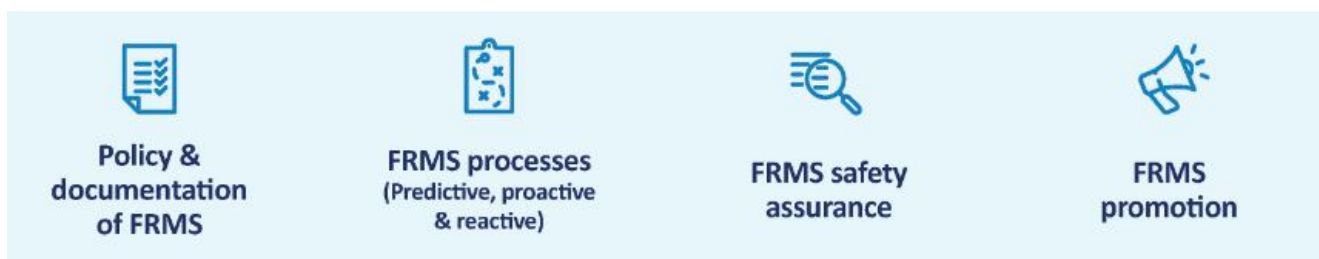 Policy &
documentation
of FRMS
FRMS processes
(Predictive, proactive
& reactive)
FRMS safety
assurance
FRMS
promotion